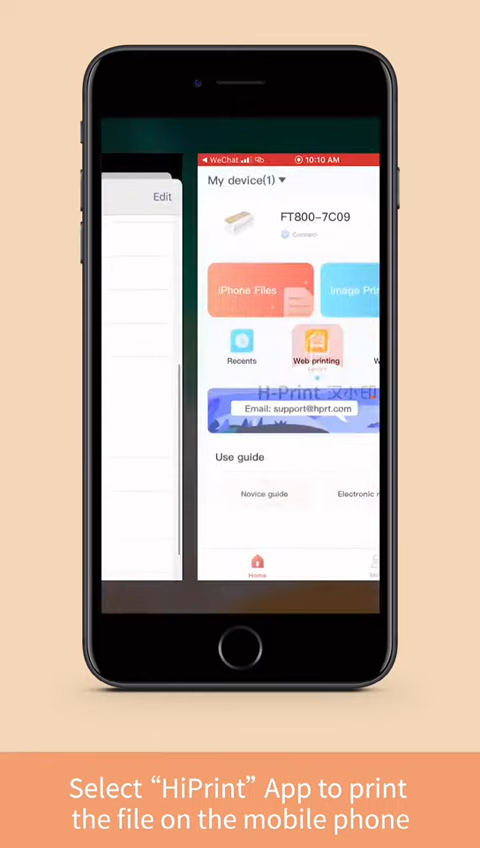 WeChat
10:10 AM
My device(1)
Edit
FT800-7C09
Connect
iPhone Files
Image Prin
Recents
Web printing
W
H-Print 汉小印
Email: support@hprt.com
Use guide
Novice guide
Electronic
Home
Select “HiPrint” App to print
the file on the mobile phone